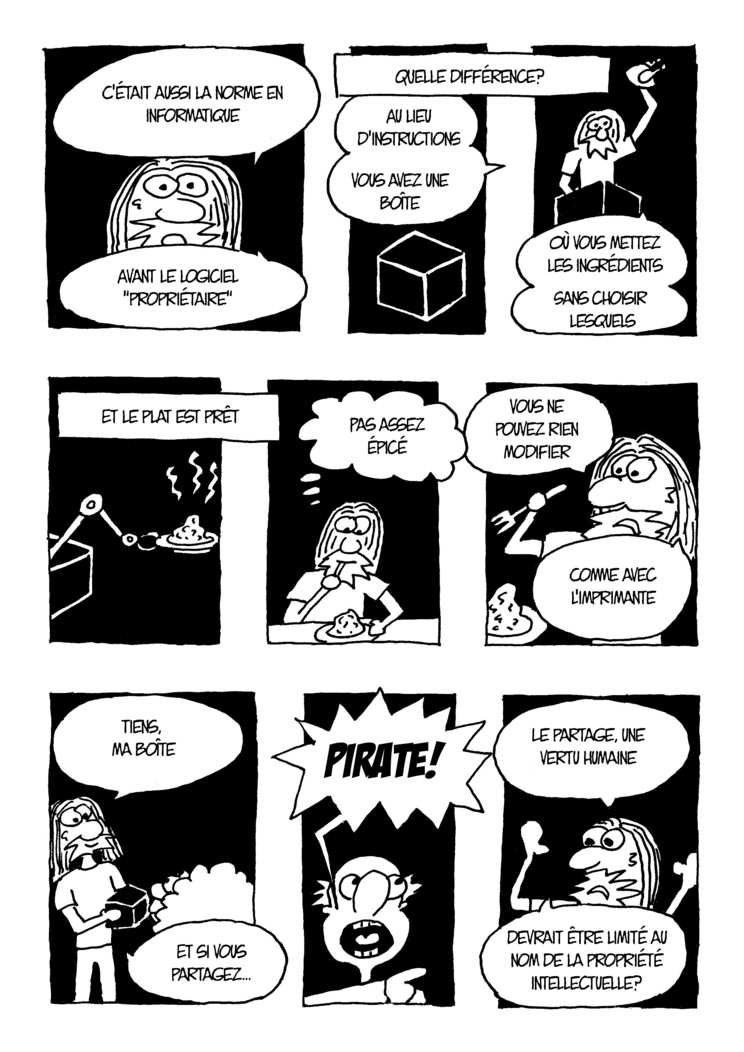 C'ÉTAIT AUSSI LA NORME EN
INFORMATIQUE
AVANT LE LOGICIEL
"PROPRIÉTAIRE"
QUELLE DIFFÉRENCE?
AU LIEU
D'INSTRUCTIONS
VOUS AVEZ UNE
BOÎTE
OÙ VOUS METTEZ
LES INGRÉDIENTS
SANS CHOISIR
LESQUELS
ET LE PLAT EST PRÊT
PAS ASSEZ
ÉPICÉ
VOUS NE
POUVEZ RIEN
MODIFIER
COMME AVEC
L'IMPRIMANTE
TIENS,
MA BOÎTE
ET SI VOUS
PARTAGEZ...
PIRATE!
LE PARTAGE, UNE
VERTU HUMAINE
DEVRAIT ÊTRE LIMITÉ AU
NOM DE LA PROPRIÉTÉ
INTELLECTUELLE?